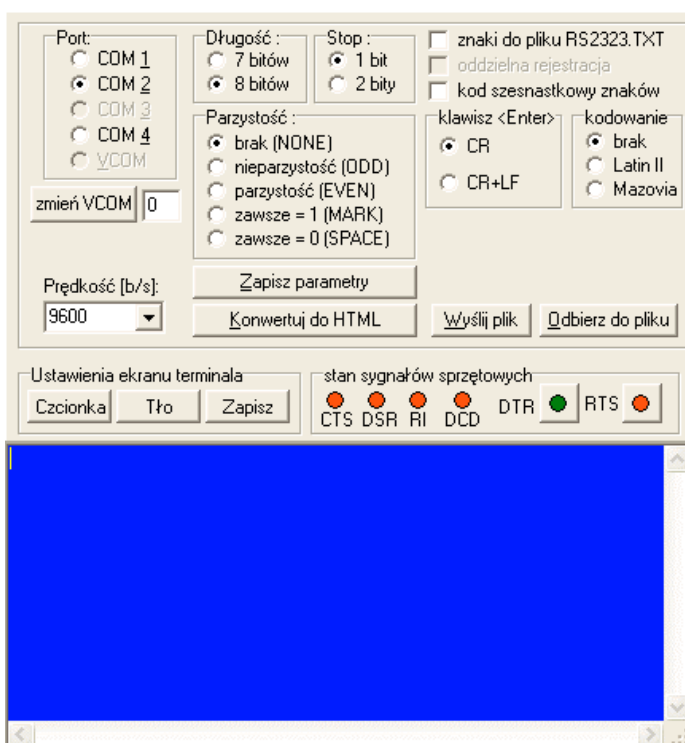 Port:
COM 1
COM 2
COM 3
COM 4
VCOM
zmień VCOM 0
Prędkość [b/s]:
9600
Długość :
7 bitów
8 bitów
Stop :
1 bit
2 bity
Parzystość :
brak (NONE)
nieparzystość (ODD)
parzystość (EVEN)
zawsze = 1 (MARK)
zawsze = 0 (SPACE)
Zapisz parametry
Konwertuj do HTML
znaki do pliku RS2323.TXT
oddzielna rejestracja
kod szesnastkowy znaków
klawisz <Enter>
CR
CR+LF
kodowanie
brak
Latin II
Mazovia
Wyślij plik
Odbierz do pliku
Ustawienia ekranu terminala
Czcionka Tło Zapisz
stan sygnałów sprzętowych
CTS DSR RI DCD DTR RTS